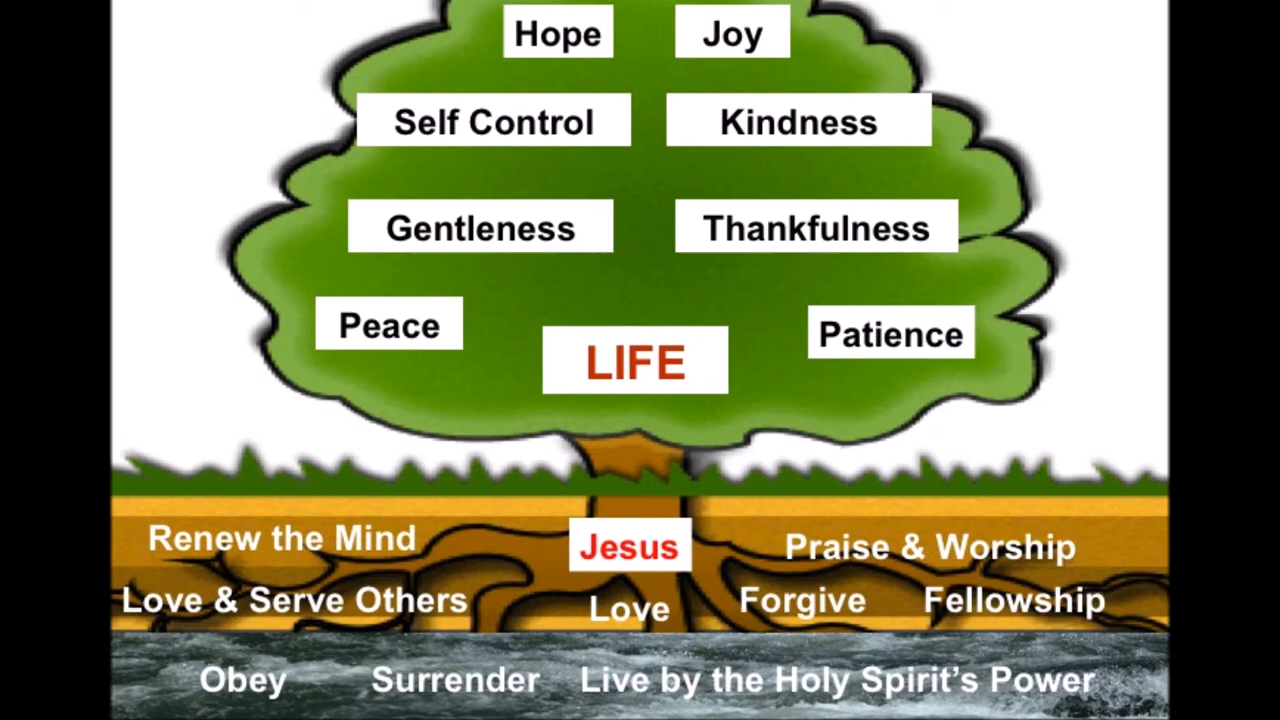 Hope Joy
Self Control Kindness
Gentleness Thankfulness
Peace LIFE Patience
Renew the Mind Jesus Praise & Worship
Love & Serve Others Love Forgive Fellowship
Obey Surrender Live by the Holy Spirit’s Power